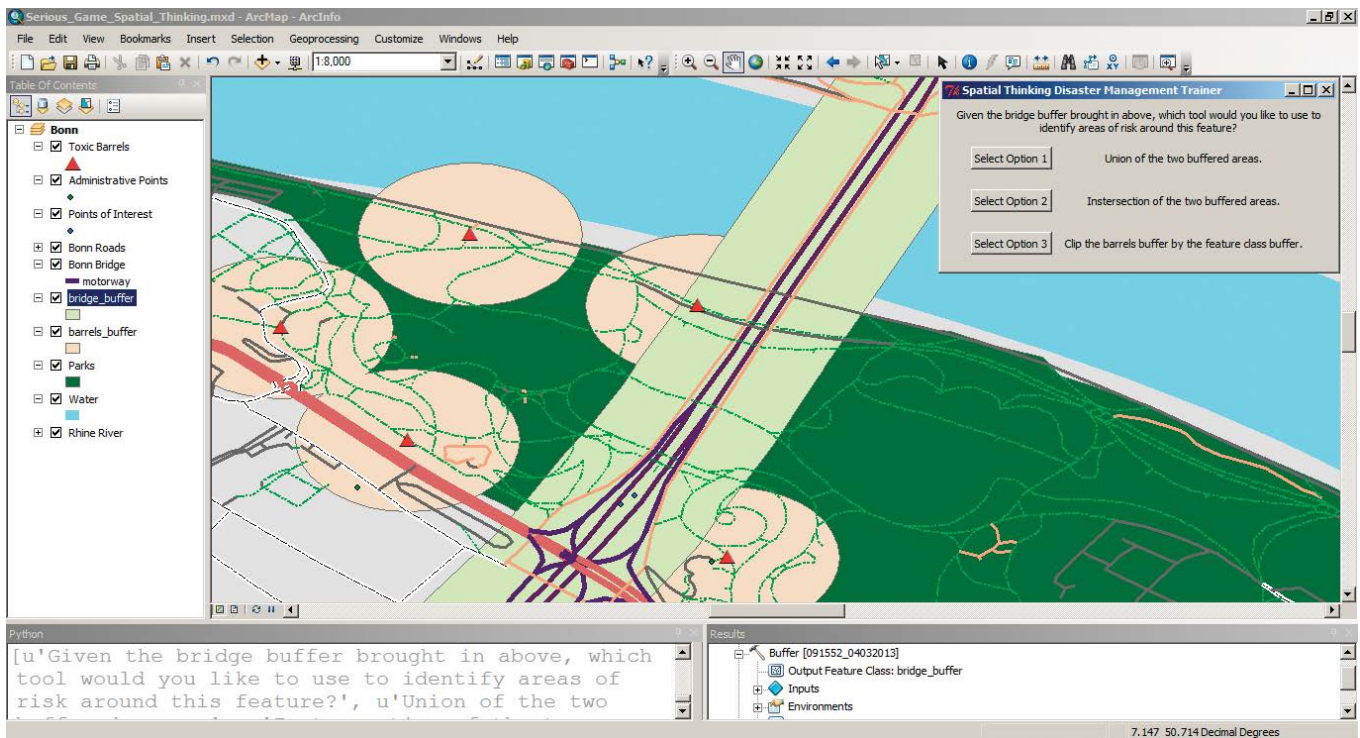 Serious_Game_Spatial_Thinking.mxd - ArcMap - ArcInfo
File Edit View Bookmarks Insert Selection Geoprocessing Customize Windows Help
1:8,000
Table Of Contents
Bonn
Toxic Barrels
Administrative Points
Points of Interest
Bonn Roads
Bonn Bridge
motorway
bridge_buffer
barrels_buffer
Parks
Water
Rhine River
Spatial Thinking Disaster Management Trainer
Given the bridge buffer brought in above, which tool would you like to use to
identify areas of risk around this feature?
Select Option 1 Union of the two buffered areas.
Select Option 2 Instersection of the two buffered areas.
Select Option 3 Clip the barrels buffer by the feature class buffer.
Python
[u'Given the bridge buffer brought in above, which
tool would you like to use to identify areas of
risk around this feature?', u'Union of the two
Results
Buffer [091552_04032013]
Output Feature Class: bridge_buffer
Inputs
Environments
7.147 50.714 Decimal Degrees